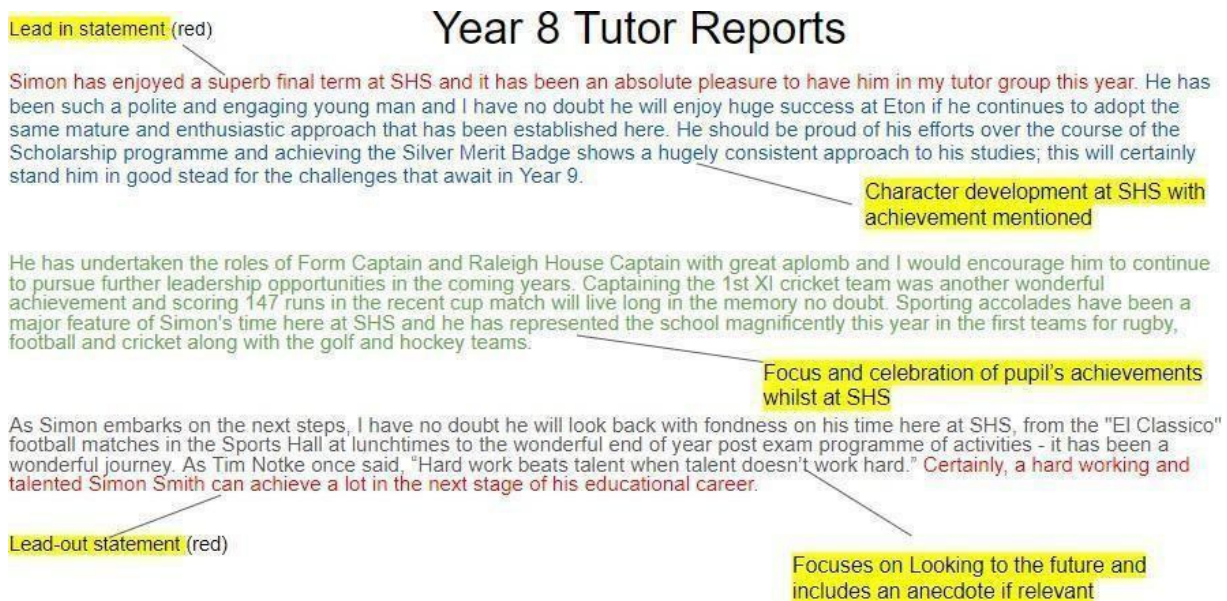 Lead in statement (red)
Year 8 Tutor Reports
Simon has enjoyed a superb final term at SHS and it has been an absolute pleasure to have him in my tutor group this year. He has
been such a polite and engaging young man and I have no doubt he will enjoy huge success at Eton if he continues to adopt the
same mature and enthusiastic approach that has been established here. He should be proud of his efforts over the course of the
Scholarship programme and achieving the Silver Merit Badge shows a hugely consistent approach to his studies; this will certainly
stand him in good stead for the challenges that await in Year 9.
Character development at SHS with
achievement mentioned
He has undertaken the roles of Form Captain and Raleigh House Captain with great aplomb and I would encourage him to continue
to pursue further leadership opportunities in the coming years. Captaining the 1st XI cricket team was another wonderful
achievement and scoring 147 runs in the recent cup match will live long in the memory no doubt. Sporting accolades have been a
major feature of Simon's time here at SHS and he has represented the school magnificently this year in the first teams for rugby,
football and cricket along with the golf and hockey teams.
Focus and celebration of pupil's achievements
whilst at SHS
As Simon embarks on the next steps, I have no doubt he will look back with fondness on his time here at SHS, from the "El Classico"
football matches in the Sports Hall at lunchtimes to the wonderful end of year post exam programme of activities - it has been a
wonderful journey. As Tim Notke once said, “Hard work beats talent when talent doesn’t work hard.” Certainly, a hard working and
talented Simon Smith can achieve a lot in the next stage of his educational career.
Lead-out statement (red)
Focuses on Looking to the future and
includes an anecdote if relevant